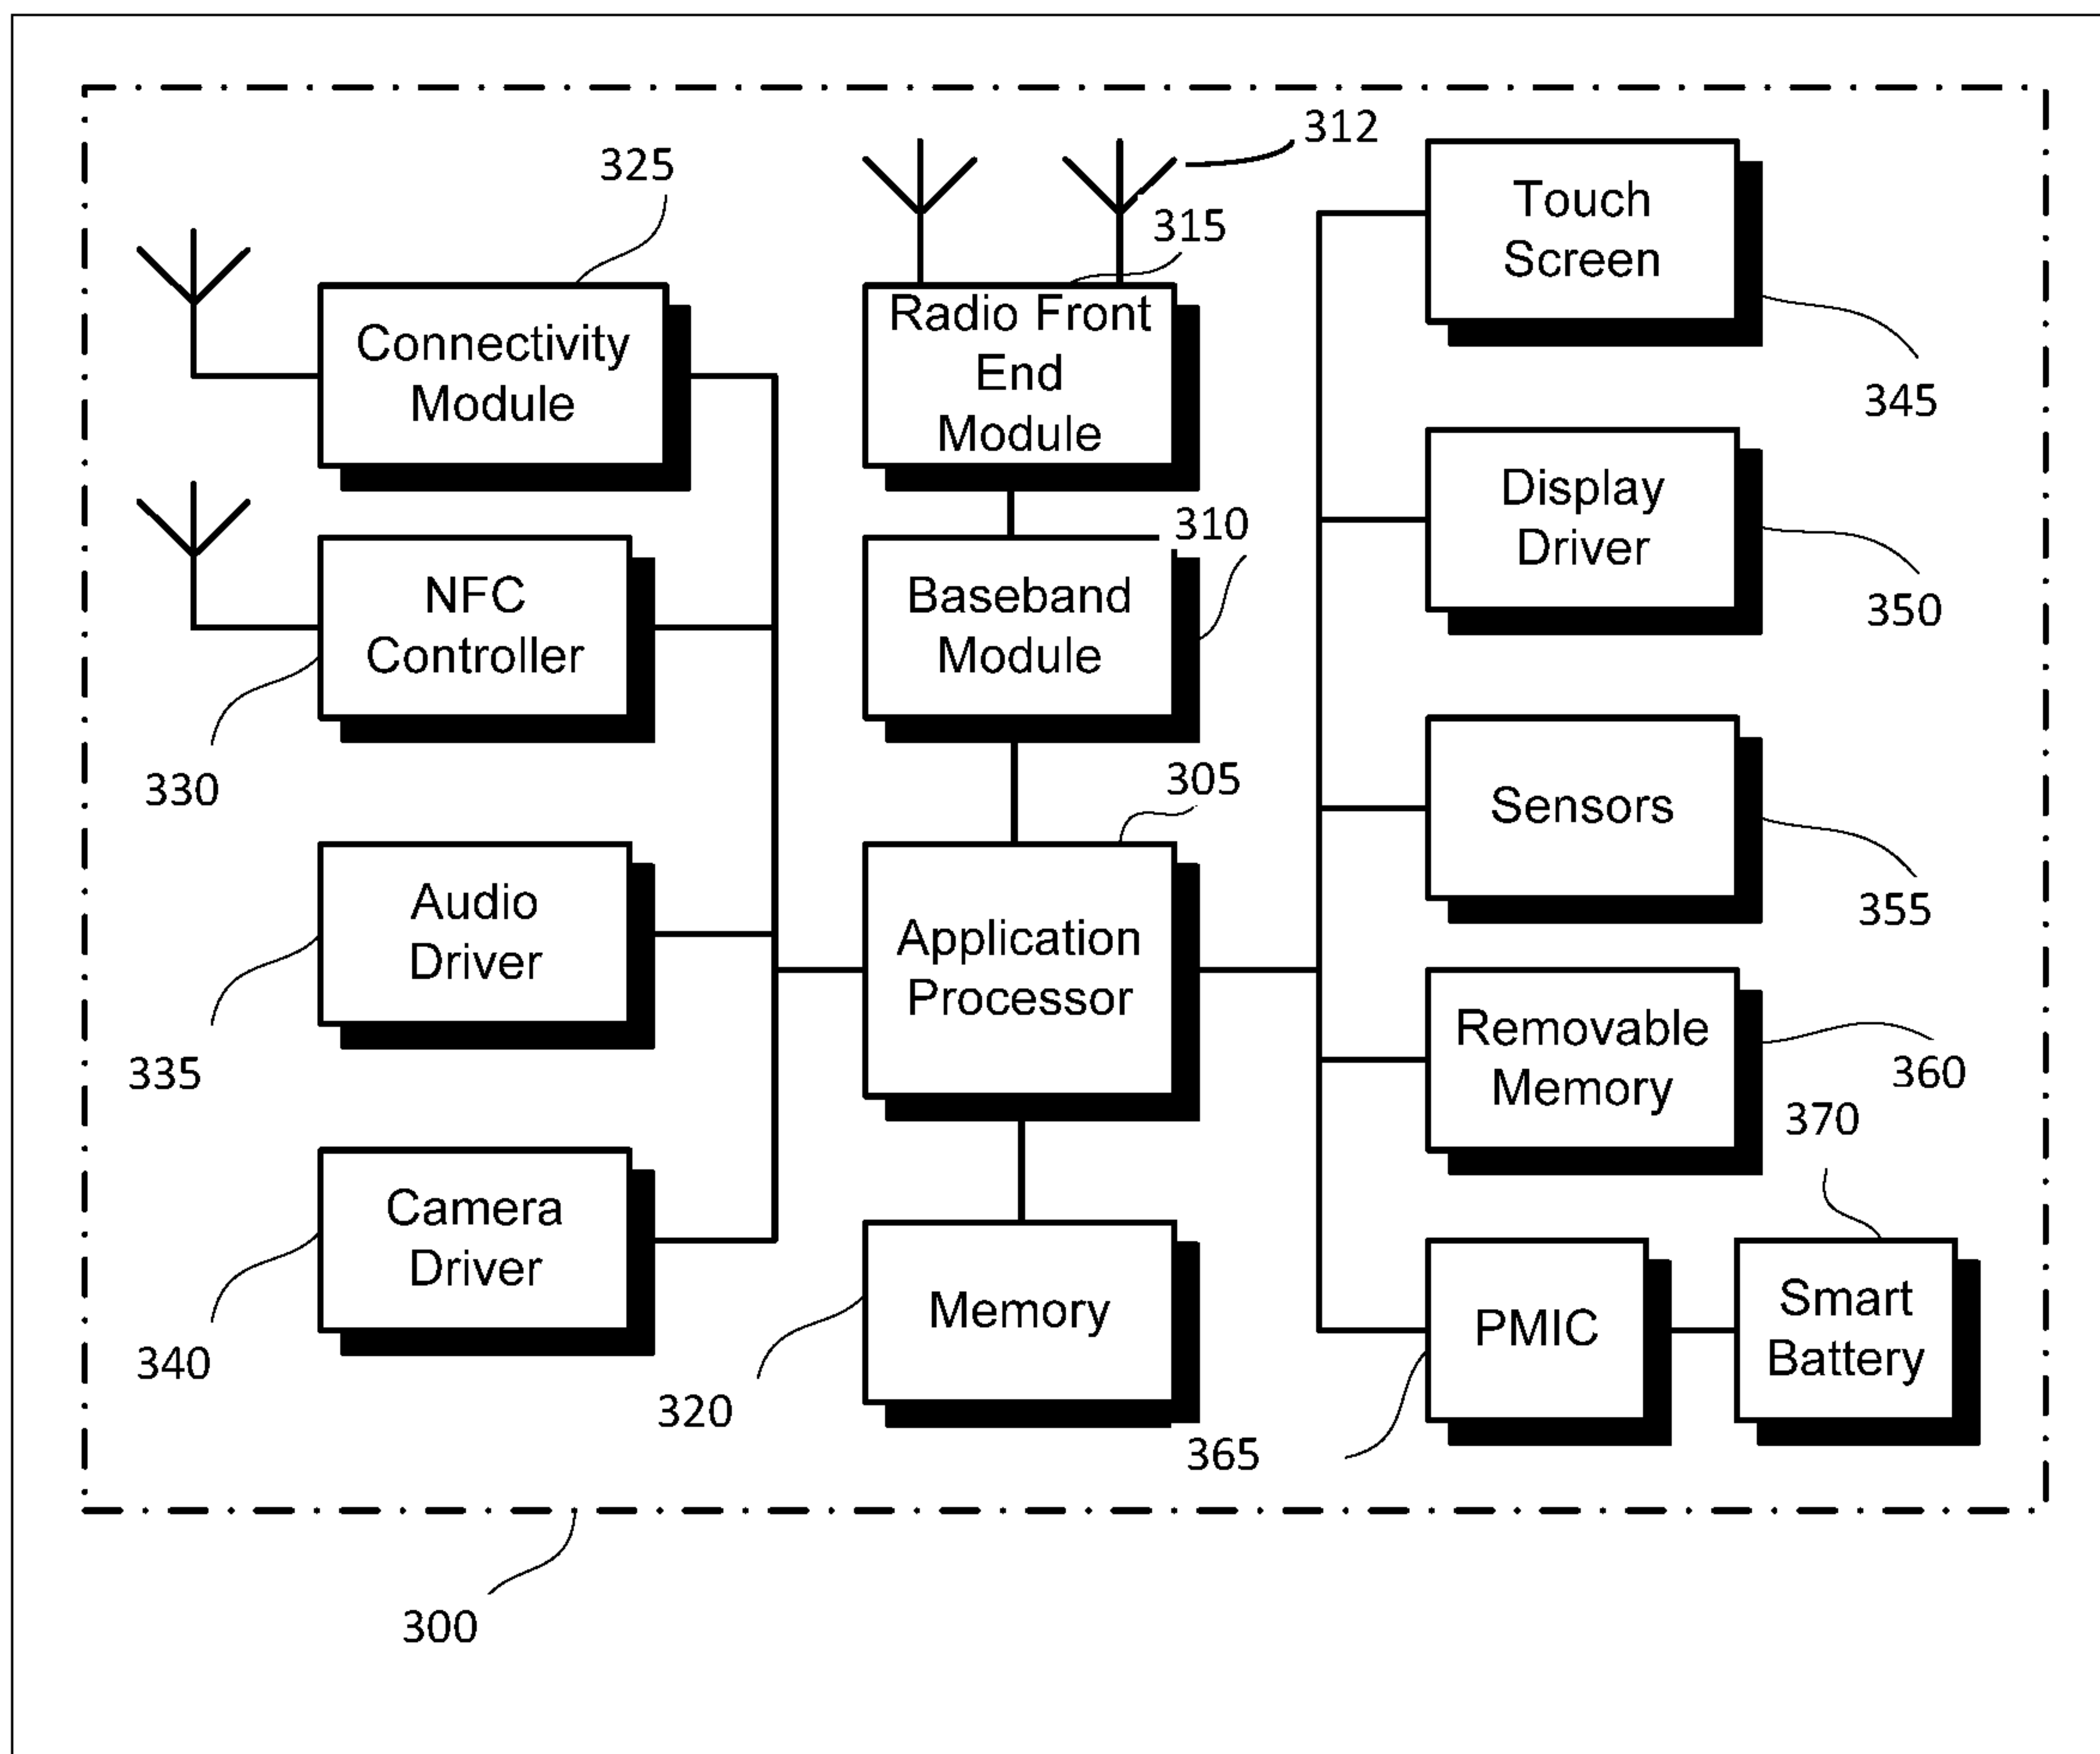 312
325
315
Touch
Screen
Connectivity
Module
Radio Front
End
Module
345
310
Display
Driver
350
NFC
Controller
Baseband
Module
330
305
Sensors
355
Audio
Driver
Application
Processor
335
Removable
Memory
360
370
Camera
Driver
340
Memory
320
PMIC
Smart
Battery
365
300